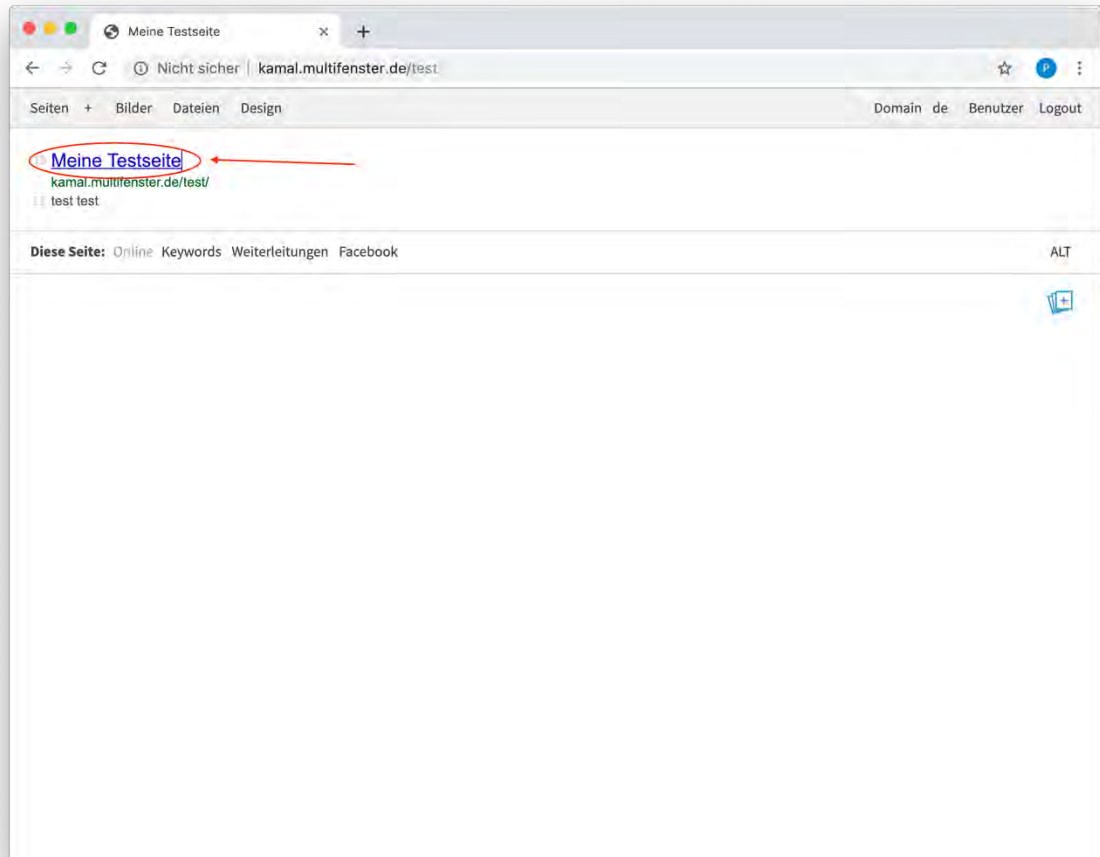 Meine Testseite
Nicht sicher | kamal.multifenster.de/test
P
Seiten + Bilder Dateien Design Domain de Benutzer Logout
Meine Testseite
kamal.multifenster.de/test/
test test
Diese Seite: Online Keywords Weiterleitungen Facebook ALT